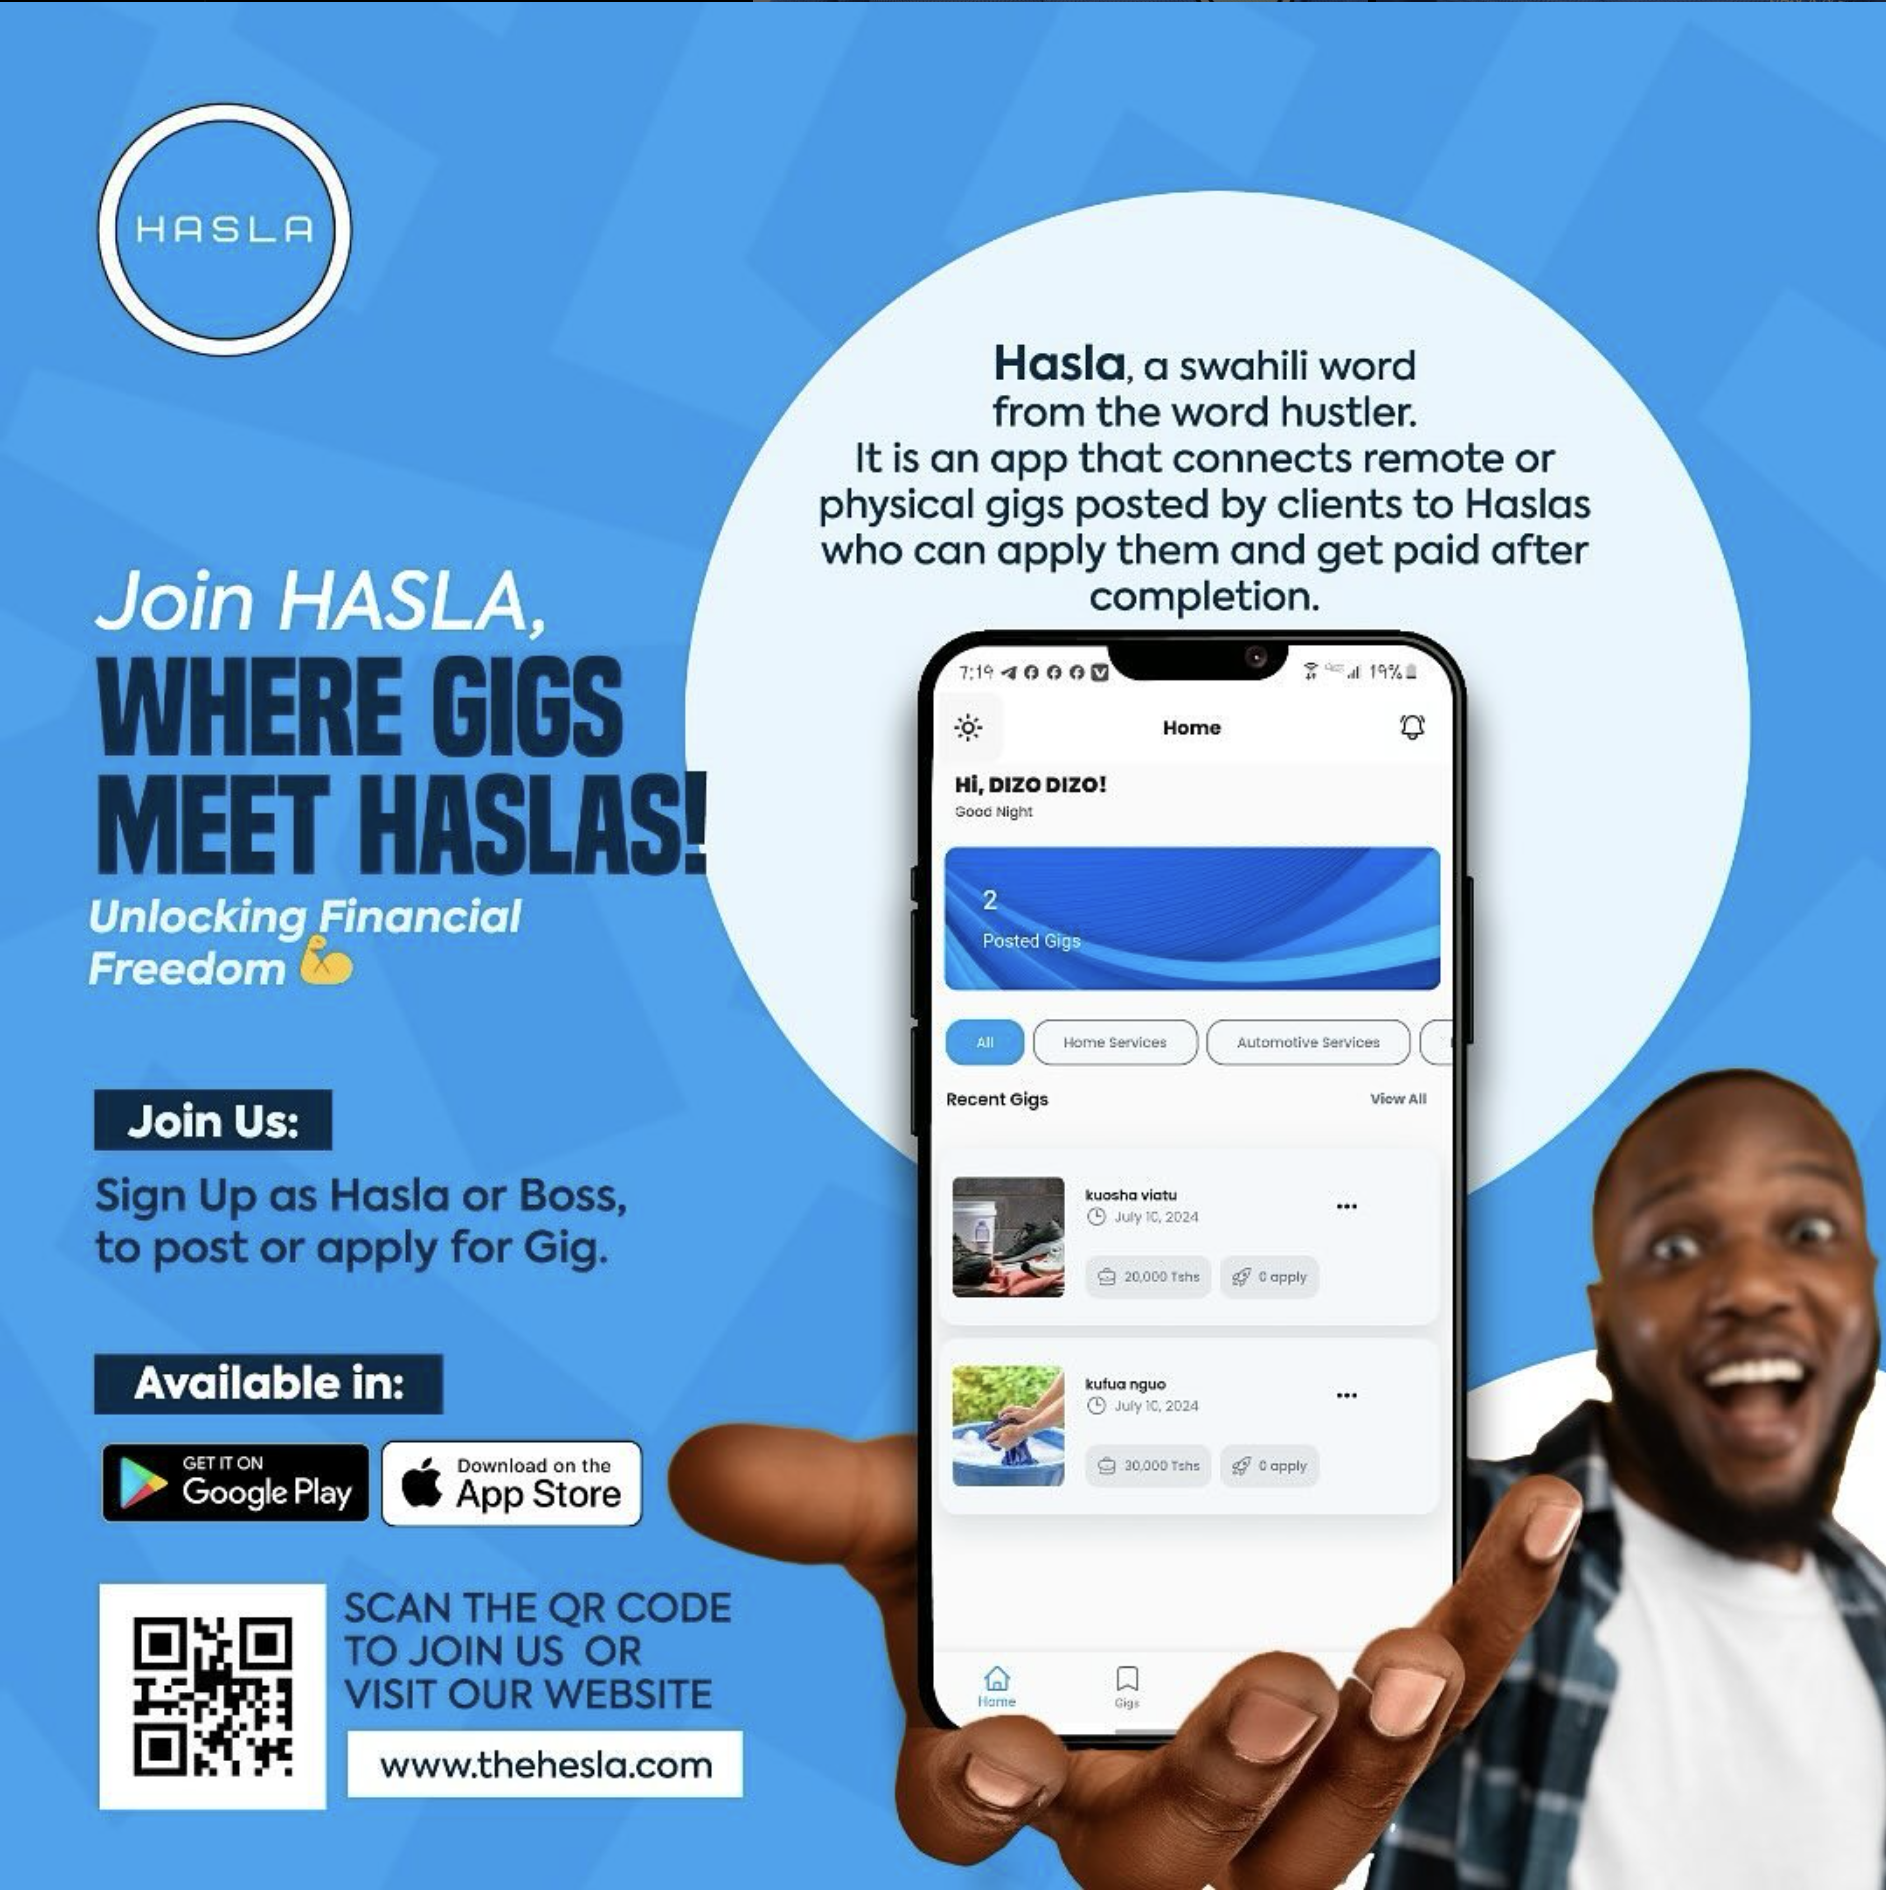 HASLA
Hasla, a swahili word
from the word hustler.
It is an app that connects remote or
physical gigs posted by clients to Haslas
who can apply them and get paid after
completion.
Join HASLA,
WHERE GIGS
MEET HASLAS!
Unlocking Financial
Freedom 💪
Join Us:
Sign Up as Hasla or Boss,
to post or apply for Gig.
Available in:
GET IT ON
Google Play
Download on the
App Store
SCAN THE QR CODE
TO JOIN US OR
VISIT OUR WEBSITE
www.thehesla.com
7:19
19%
Home
Hi, DIZO DIZO!
Good Night
2
Posted Gigs
All
Home Services
Automotive Services
Recent Gigs
View All
kuosha viatu
July 10, 2024
20,000 Tshs
0 apply
kufua nguo
July 10, 2024
30,000 Tshs
0 apply
Home
Gigs